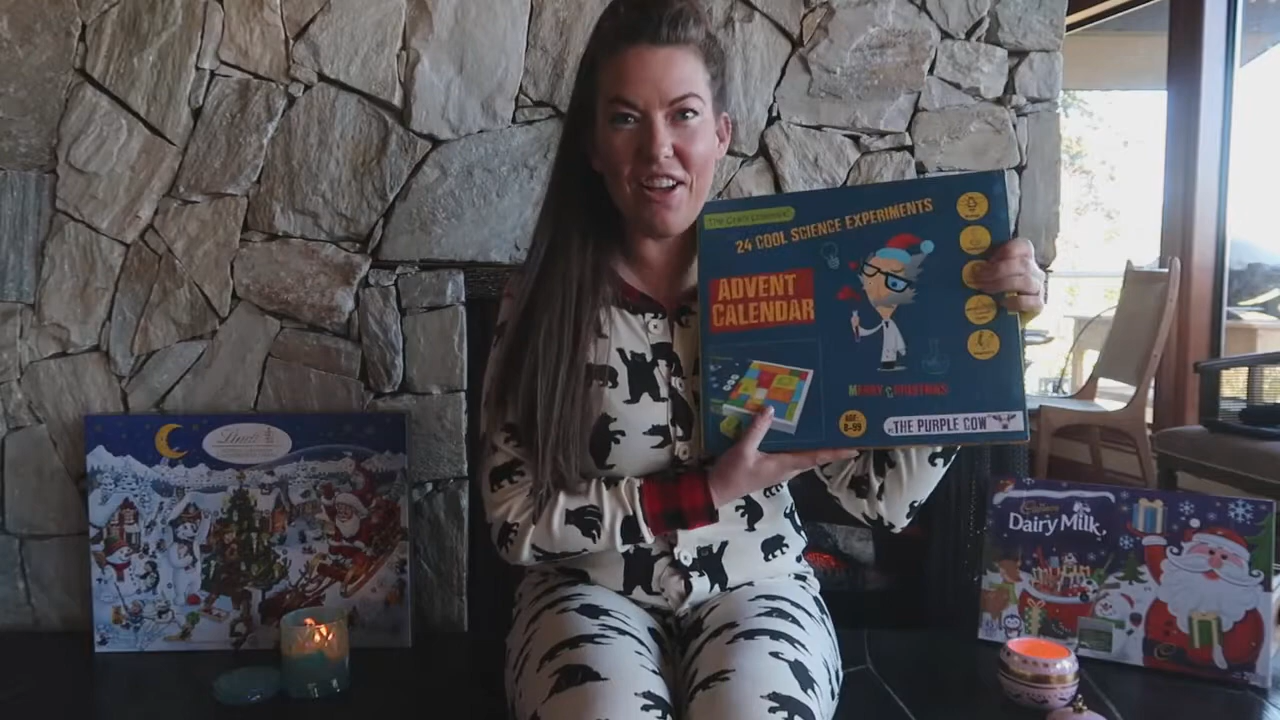 The Craft Universe!
24 COOL SCIENCE EXPERIMENTS
ADVENT
CALENDAR
MERRY CHRISTMAS
AGE:
8-99
THE PURPLE COW
Lindt
Cadbury
Dairy Milk